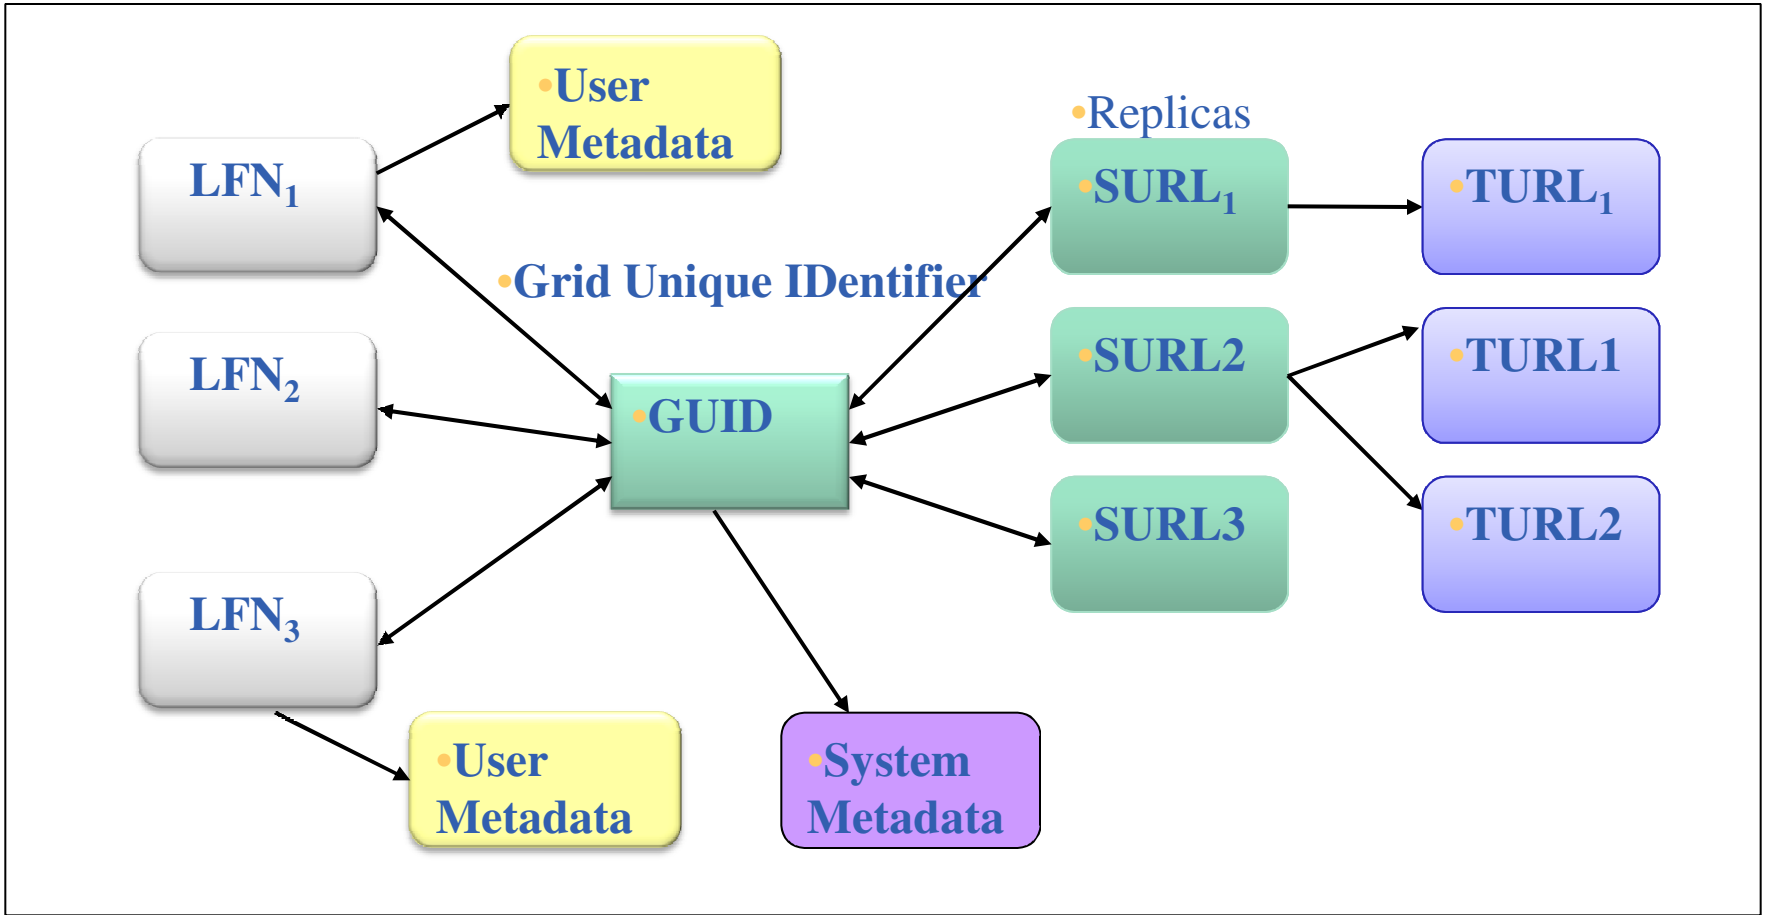 •User
Metadata
•Replicas
LFN₁
•SURL₁
•TURL₁
•Grid Unique IDentifier
LFN₂
•GUID
•SURL2
•TURL1
•SURL3
•TURL2
LFN₃
•User
Metadata
•System
Metadata